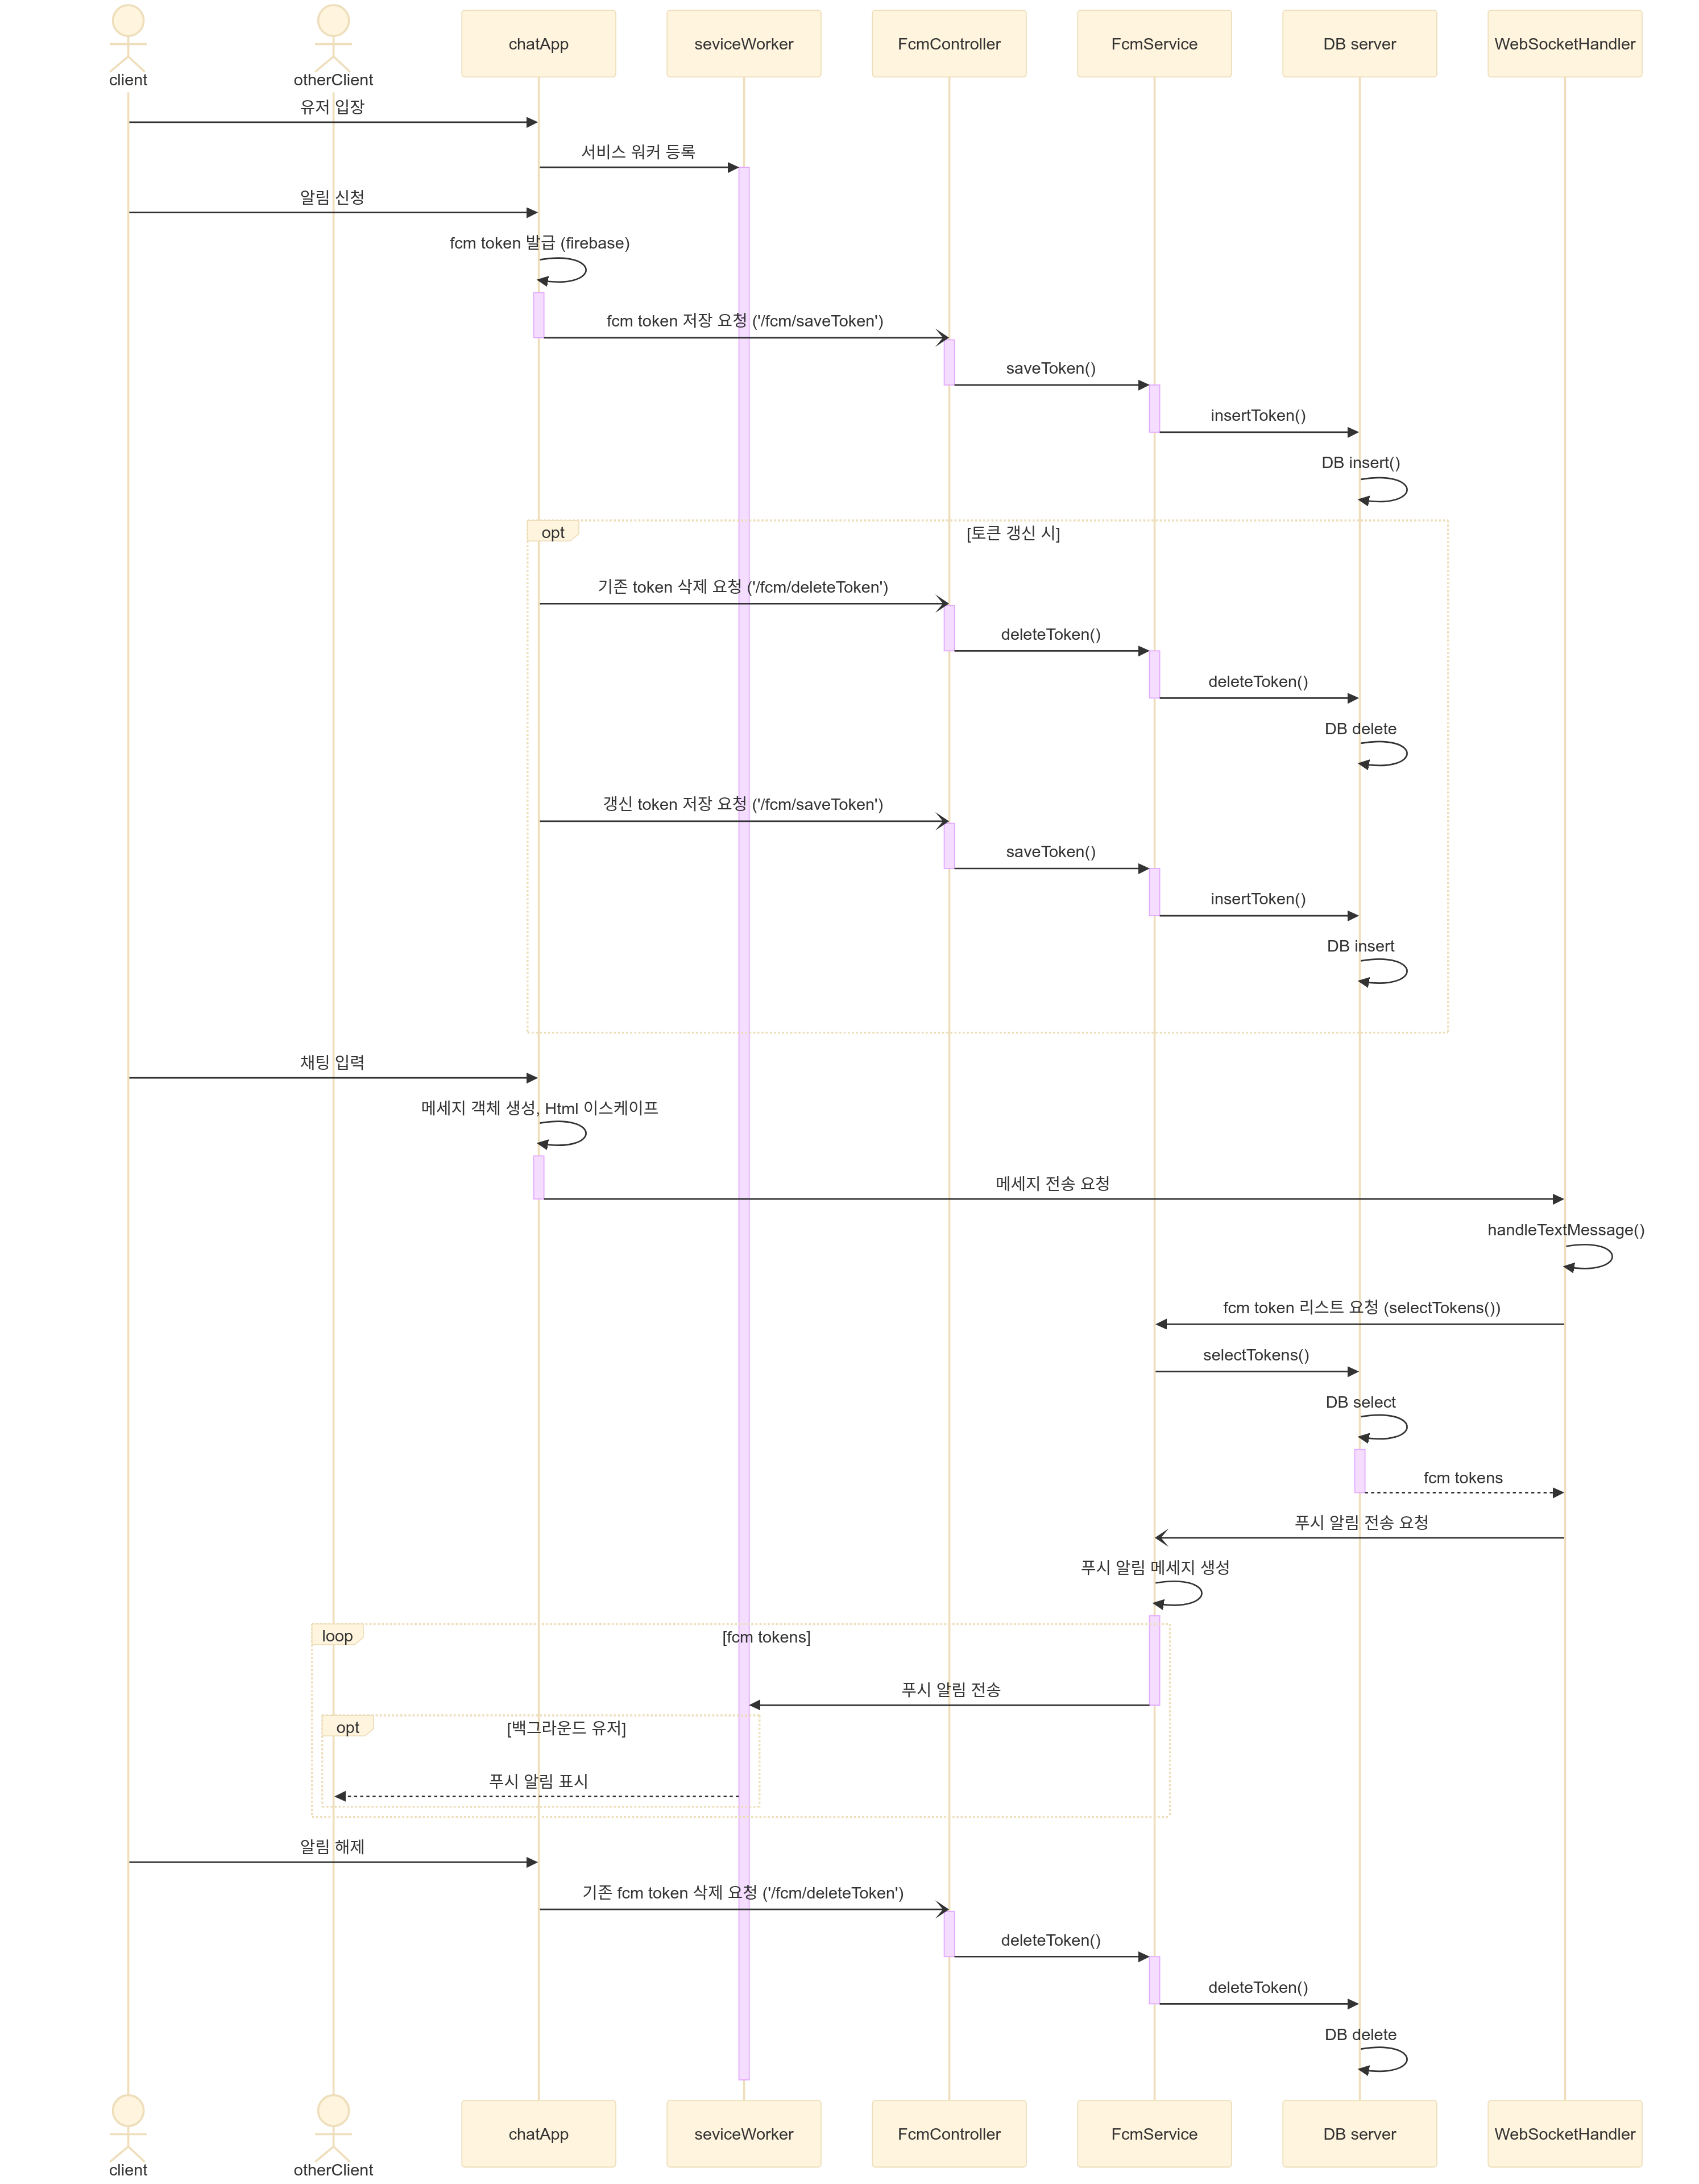 client
otherClient
chatApp
seviceWorker
FcmController
FcmService
DB server
WebSocketHandler
유저 입장
서비스 워커 등록
알림 신청
fcm token 발급 (firebase)
fcm token 저장 요청 ('/fcm/saveToken')
saveToken()
insertToken()
DB insert()
opt
[토큰 갱신 시]
기존 token 삭제 요청 ('/fcm/deleteToken')
deleteToken()
deleteToken()
DB delete
갱신 token 저장 요청 ('/fcm/saveToken')
saveToken()
insertToken()
DB insert
채팅 입력
메세지 객체 생성, Html 이스케이프
메세지 전송 요청
handleTextMessage()
fcm token 리스트 요청 (selectTokens())
selectTokens()
DB select
fcm tokens
푸시 알림 전송 요청
푸시 알림 메세지 생성
loop
[fcm tokens]
푸시 알림 전송
opt
[백그라운드 유저]
푸시 알림 표시
알림 해제
기존 fcm token 삭제 요청 ('/fcm/deleteToken')
deleteToken()
deleteToken()
DB delete
client
otherClient
chatApp
seviceWorker
FcmController
FcmService
DB server
WebSocketHandler